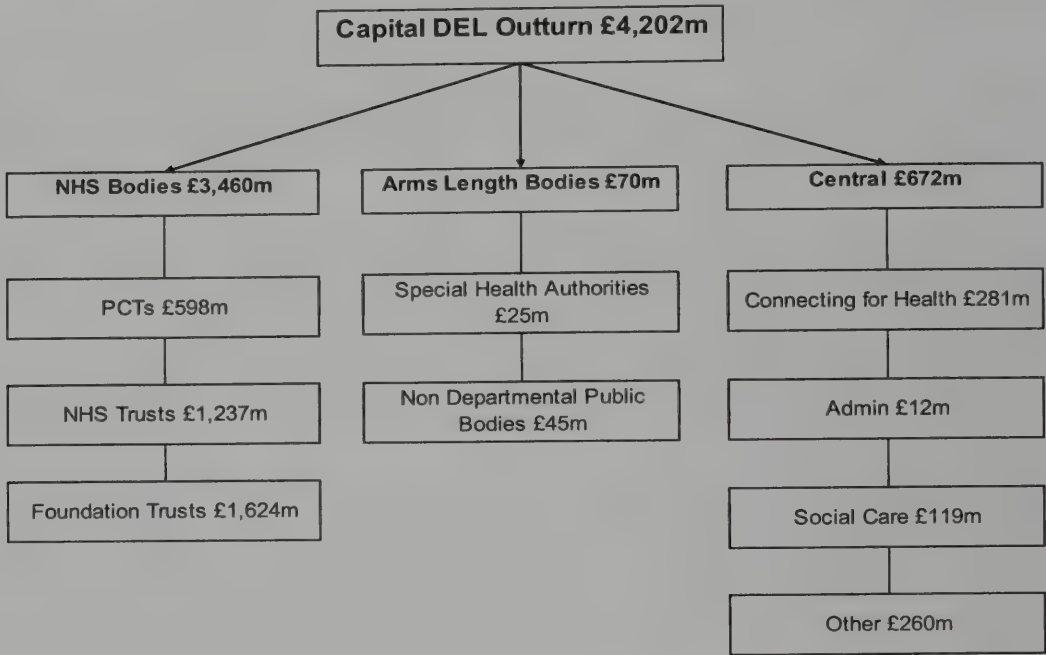 Capital DEL Outturn £4,202m
NHS Bodies £3,460m
PCTs £598m
NHS Trusts £1,237m
Foundation Trusts £1,624m
Arms Length Bodies £70m
Special Health Authorities
£25m
Non Departmental Public
Bodies £45m
Central £672m
Connecting for Health £281m
Admin £12m
Social Care £119m
Other £260m